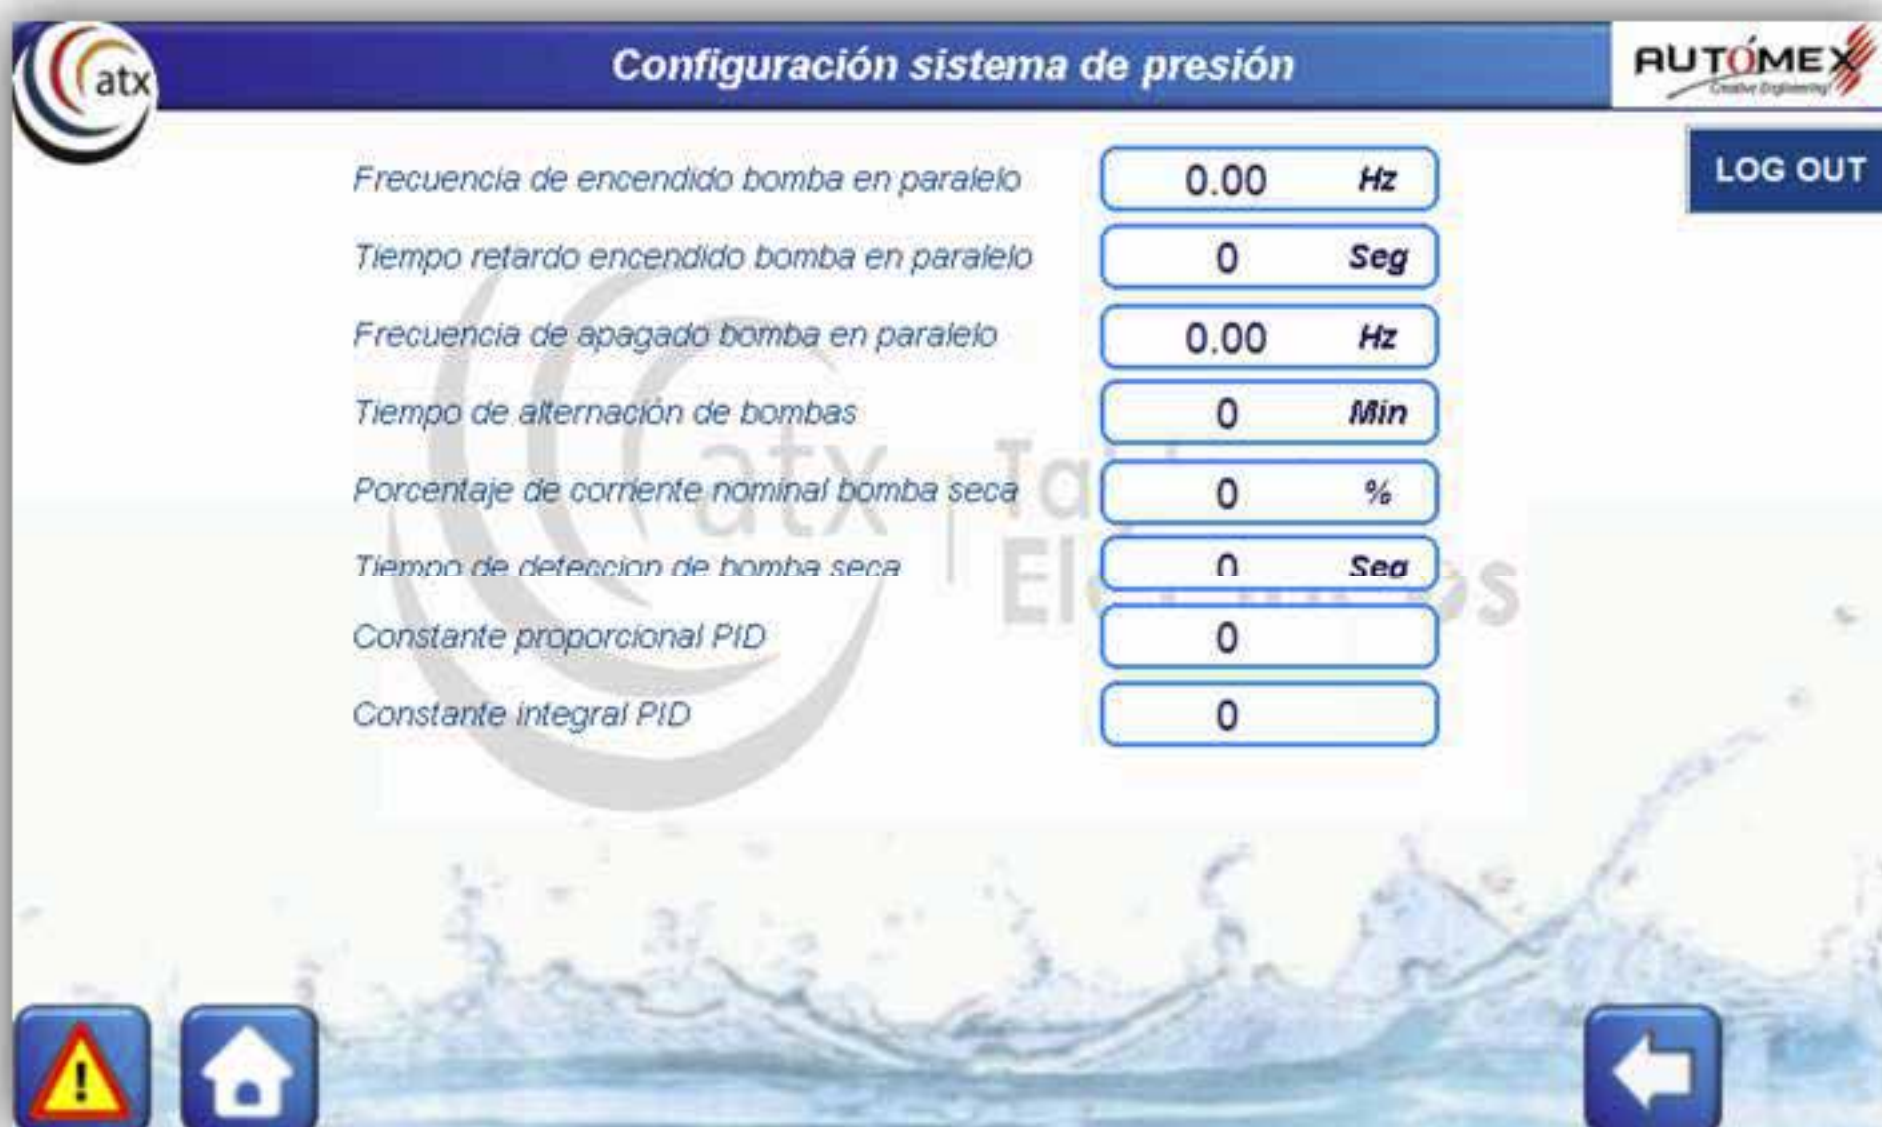 atx
Configuración sistema de presión
AUTÓMEX
Creative Engineering
LOG OUT
Frecuencia de encendido bomba en paralelo 0.00 Hz
Tiempo retardo encendido bomba en paralelo 0 Seg
Frecuencia de apagado bomba en paralelo 0.00 Hz
Tiempo de alternación de bombas 0 Min
Porcentaje de corriente nominal bomba seca 0 %
Tiempo de deteccion de bomba seca 0 Seg
Constante proporcional PID 0
Constante integral PID 0
atx